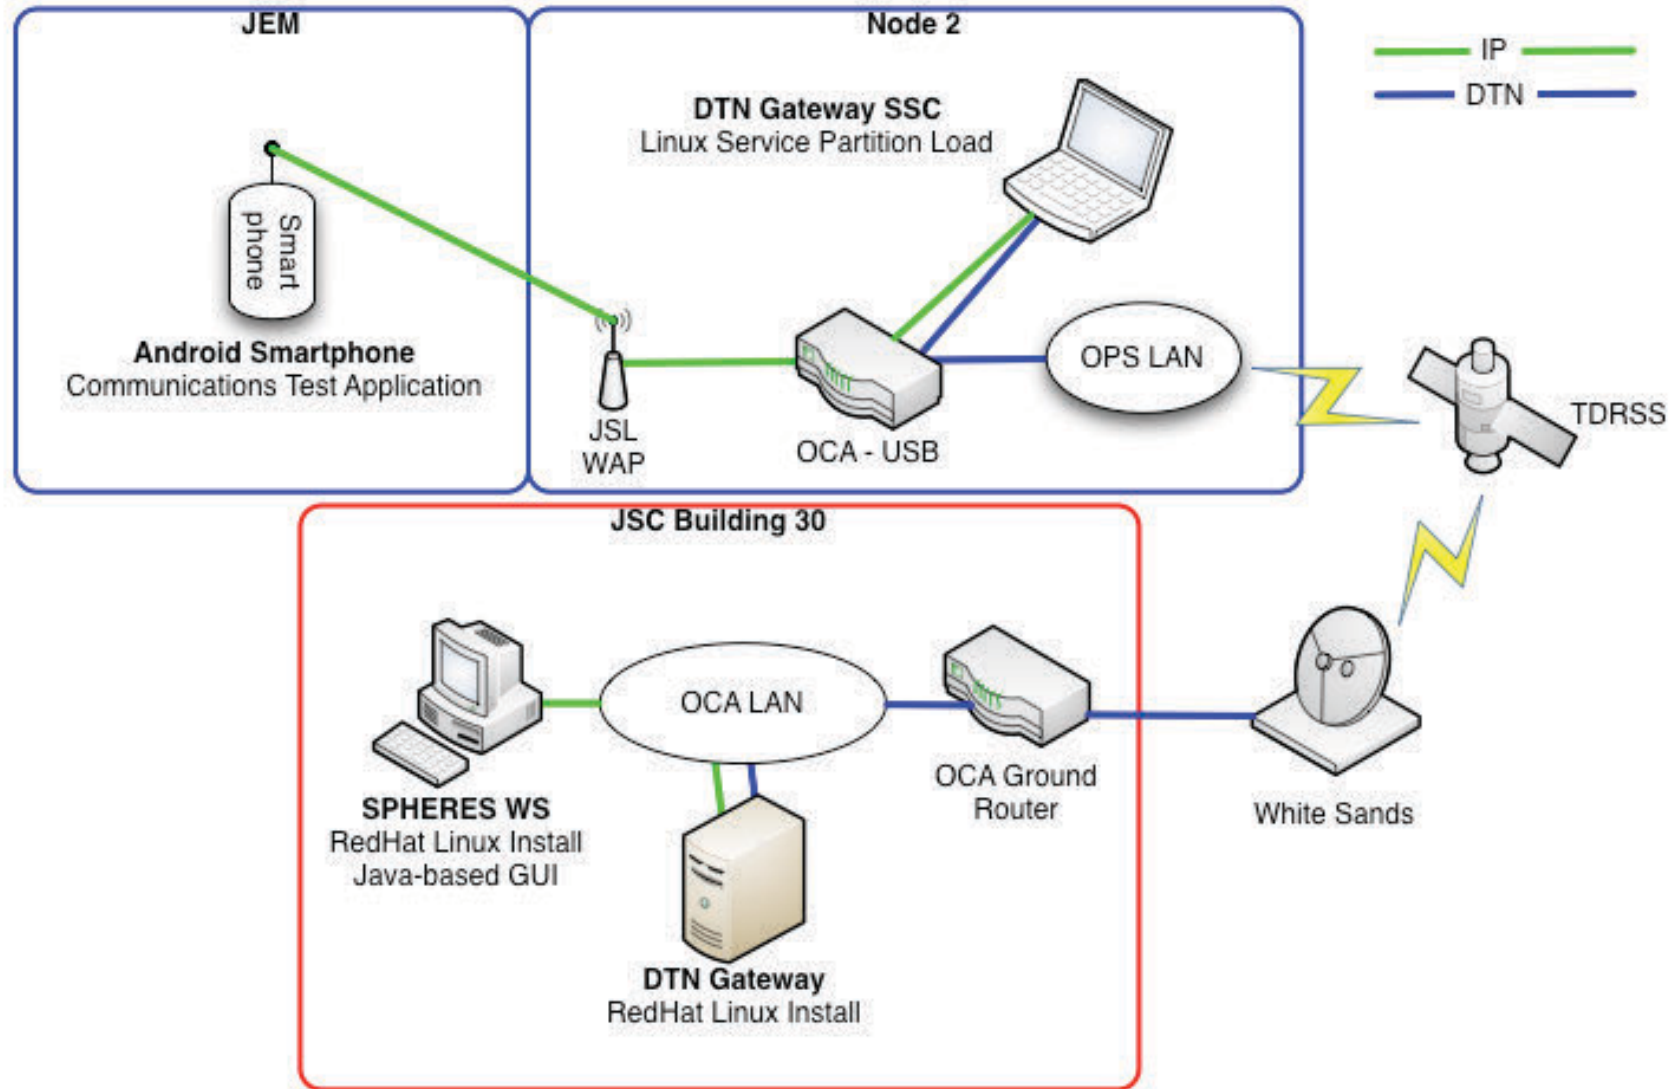 JEM
Node 2
IP
DTN
DTN Gateway SSC
Linux Service Partition Load
Smart
phone
Android Smartphone
Communications Test Application
JSL
WAP
OCA - USB
OPS LAN
TDRSS
JSC Building 30
SPHERES WS
RedHat Linux Install
Java-based GUI
OCA LAN
DTN Gateway
RedHat Linux Install
OCA Ground
Router
White Sands